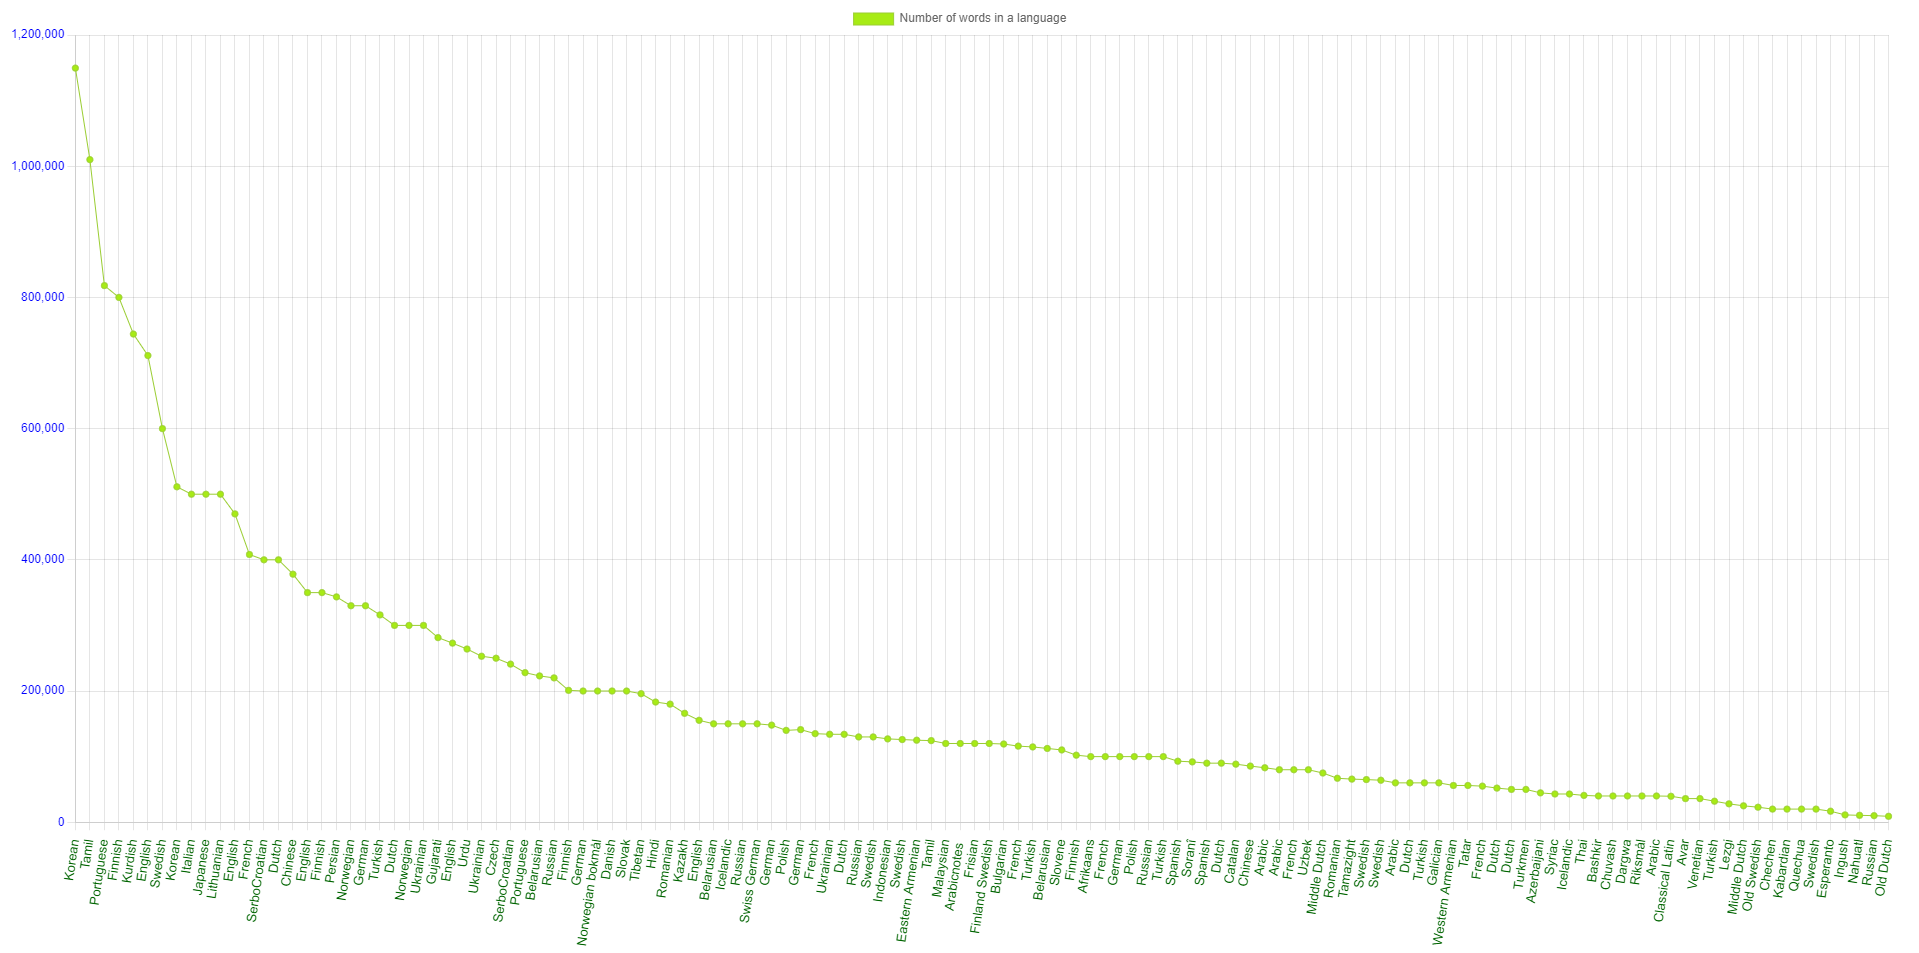 Number of words in a language
1,200,000
1,000,000
800,000
600,000
400,000
200,000
0
Korean
Tamil
Portuguese
Finnish
Kurdish
English
Swedish
Korean
Italian
Japanese
Lithuanian
English
French
SerboCroatian
Dutch
Chinese
English
Finnish
Persian
Norwegian
German
Turkish
Dutch
Norwegian
Ukrainian
Gujarati
English
Urdu
Ukrainian
Czech
SerboCroatian
Portuguese
Belarusian
Russian
Finnish
German
Norwegian bokmål
Danish
Slovak
Tibetan
Hindi
Romanian
Kazakh
English
Belarusian
Icelandic
Russian
Swiss German
German
Polish
German
French
Ukrainian
Dutch
Russian
Swedish
Indonesian
Swedish
Eastern Armenian
Tamil
Malaysian
Arabicnotes
Frisian
Finland Swedish
Bulgarian
French
Turkish
Belarusian
Slovene
Finnish
Afrikaans
French
German
Polish
Russian
Turkish
Spanish
Soranî
Spanish
Dutch
Catalan
Chinese
Arabic
Arabic
French
Uzbek
Middle Dutch
Romanian
Tamazight
Swedish
Swedish
Arabic
Dutch
Turkish
Galician
Western Armenian
Tatar
French
Dutch
Dutch
Turkmen
Azerbaijani
Syriac
Icelandic
Thai
Bashkir
Chuvash
Dargwa
Riksmål
Arabic
Classical Latin
Avar
Venetian
Turkish
Lezgi
Middle Dutch
Old Swedish
Chechen
Kabardian
Quechua
Swedish
Esperanto
Ingush
Nahuatl
Russian
Old Dutch